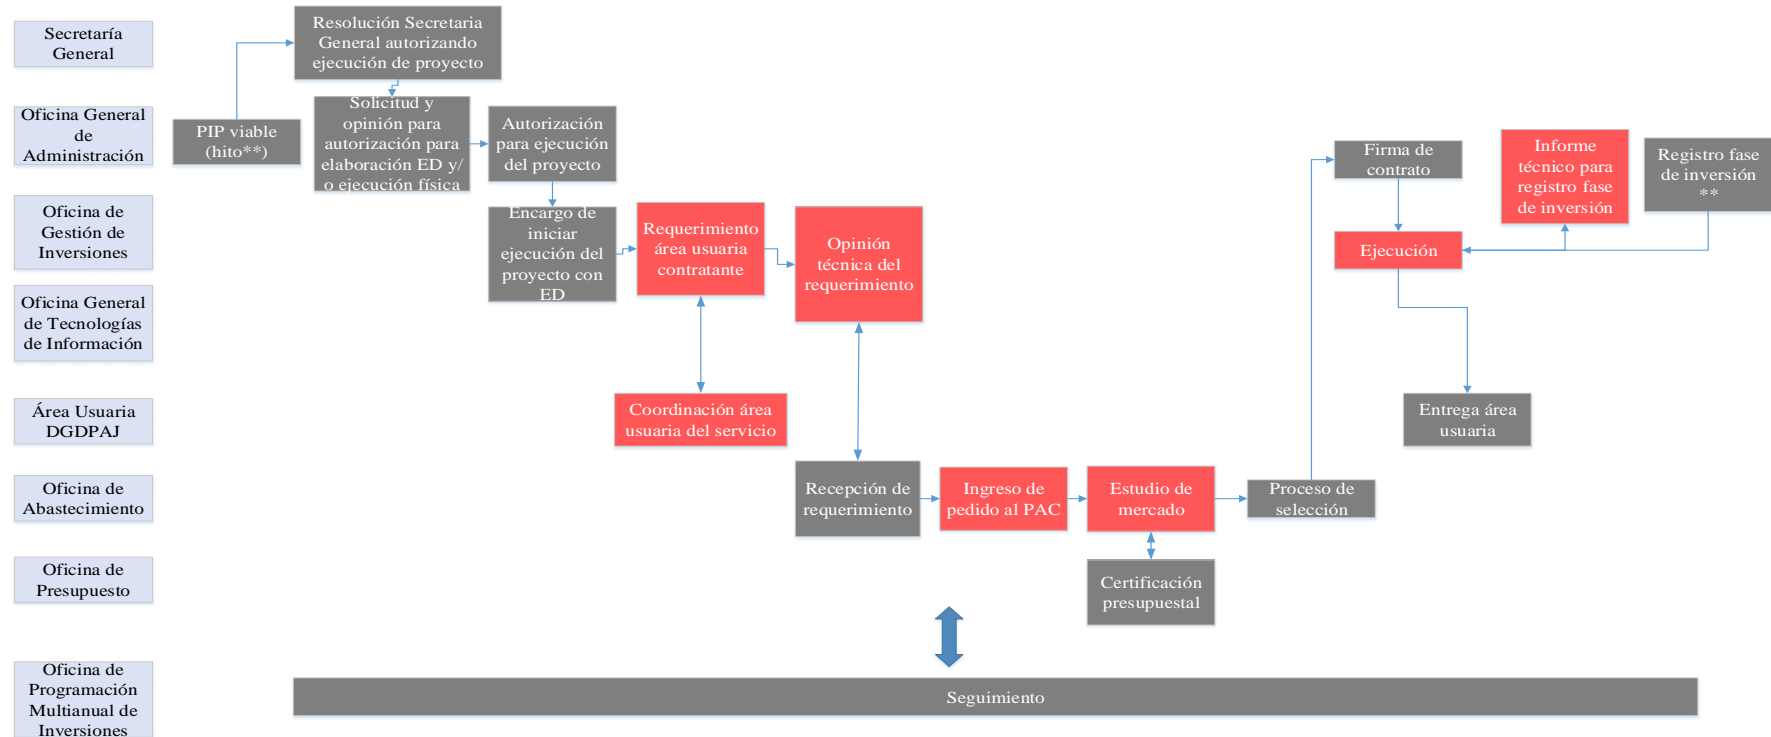 Secretaría
General
Resolución Secretaria
General autorizando
ejecución de proyecto
Oficina General
de
Administración
PIP viable
(hito**)
Solicitud y
opinión para
autorización para
elaboración ED y/
o ejecución física
Autorización
para ejecución
del proyecto
Firma de
contrato
Informe
técnico para
registro fase
de inversión
Registro fase
de inversión
**
Oficina de
Gestión de
Inversiones
Encargo de
iniciar
ejecución del
proyecto con
ED
Requerimiento
área usuaria
contratante
Opinión
técnica del
requerimiento
Ejecución
Oficina General
de Tecnologías
de Información
Área Usuaria
DGDPAJ
Coordinación área
usuaria del servicio
Entrega área
usuaria
Oficina de
Abastecimiento
Recepción de
requerimiento
Ingreso de
pedido al PAC
Estudio de
mercado
Proceso de
selección
Oficina de
Presupuesto
Certificación
presupuestal
Oficina de
Programación
Multianual de
Inversiones
Seguimiento